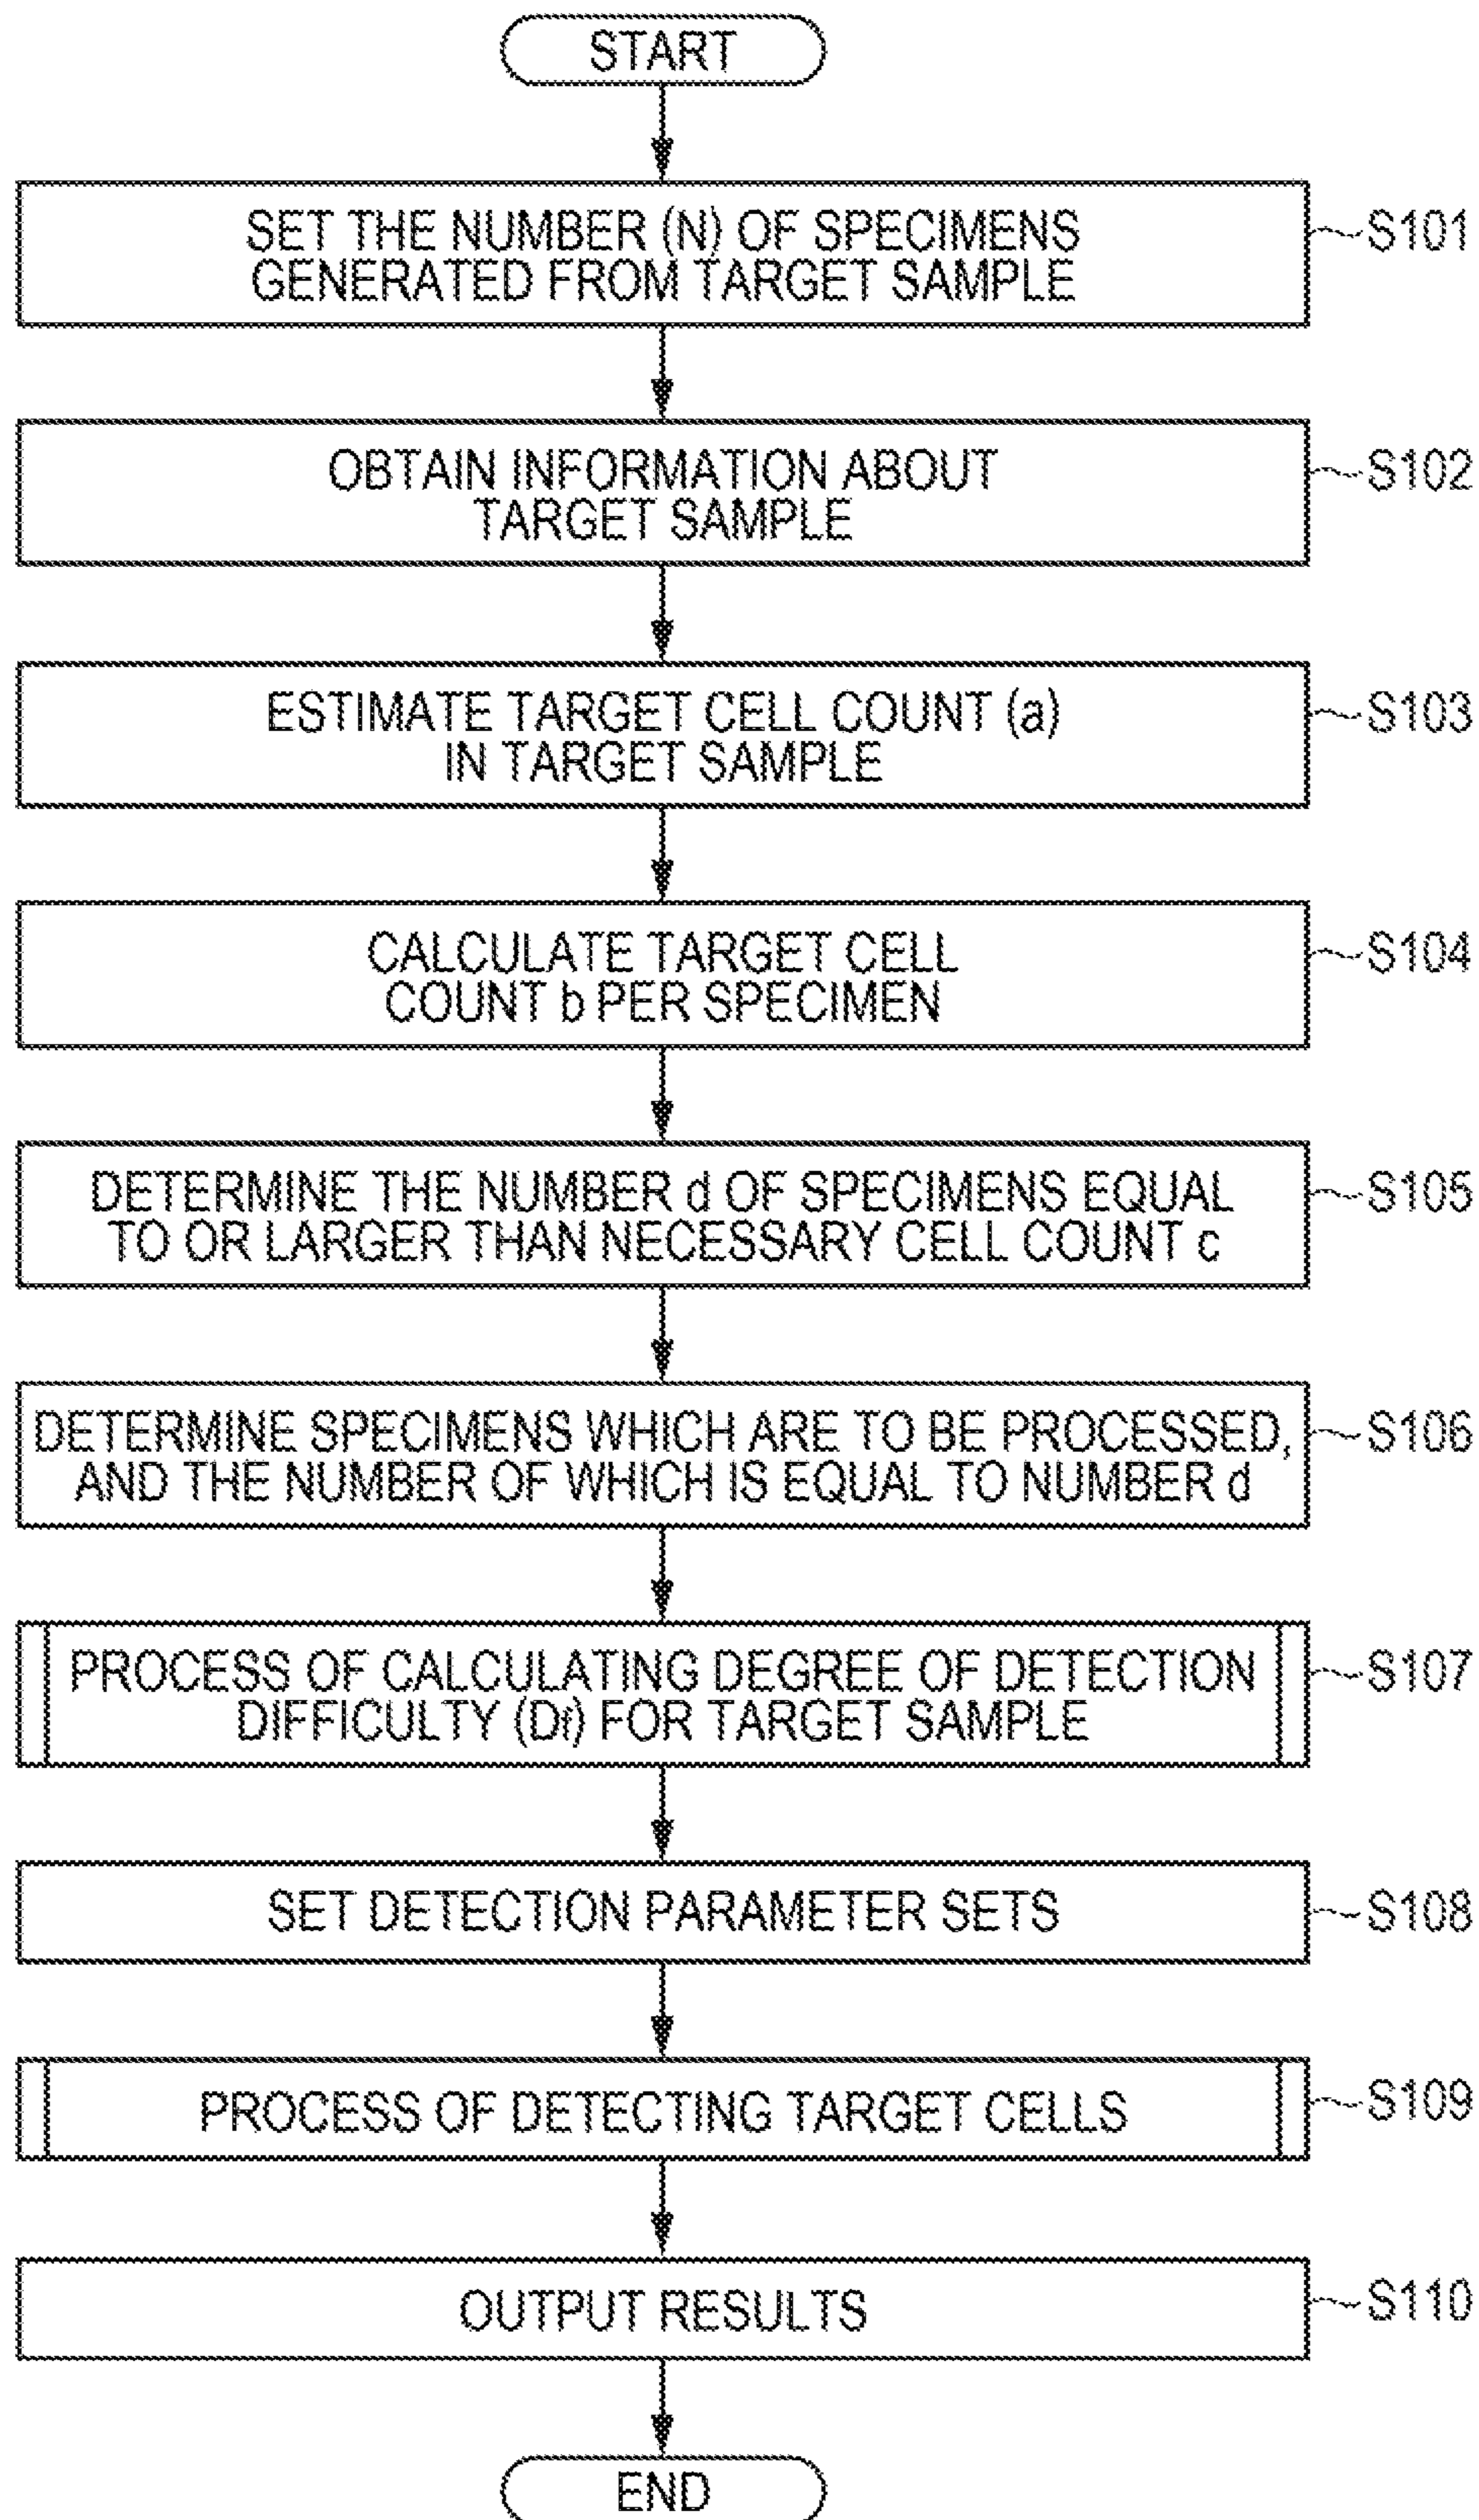 START
SET THE NUMBER (N) OF SPECIMENS
GENERATED FROM TARGET SAMPLE
S101
OBTAIN INFORMATION ABOUT
TARGET SAMPLE
S102
ESTIMATE TARGET CELL COUNT (a)
IN TARGET SAMPLE
S103
CALCULATE TARGET CELL
COUNT b PER SPECIMEN
S104
DETERMINE THE NUMBER d OF SPECIMENS EQUAL
TO OR LARGER THAN NECESSARY CELL COUNT c
S105
DETERMINE SPECIMENS WHICH ARE TO BE PROCESSED,
AND THE NUMBER OF WHICH IS EQUAL TO NUMBER d
S106
PROCESS OF CALCULATING DEGREE OF DETECTION
DIFFICULTY (Df) FOR TARGET SAMPLE
S107
SET DETECTION PARAMETER SETS
S108
PROCESS OF DETECTING TARGET CELLS
S109
OUTPUT RESULTS
S110
END